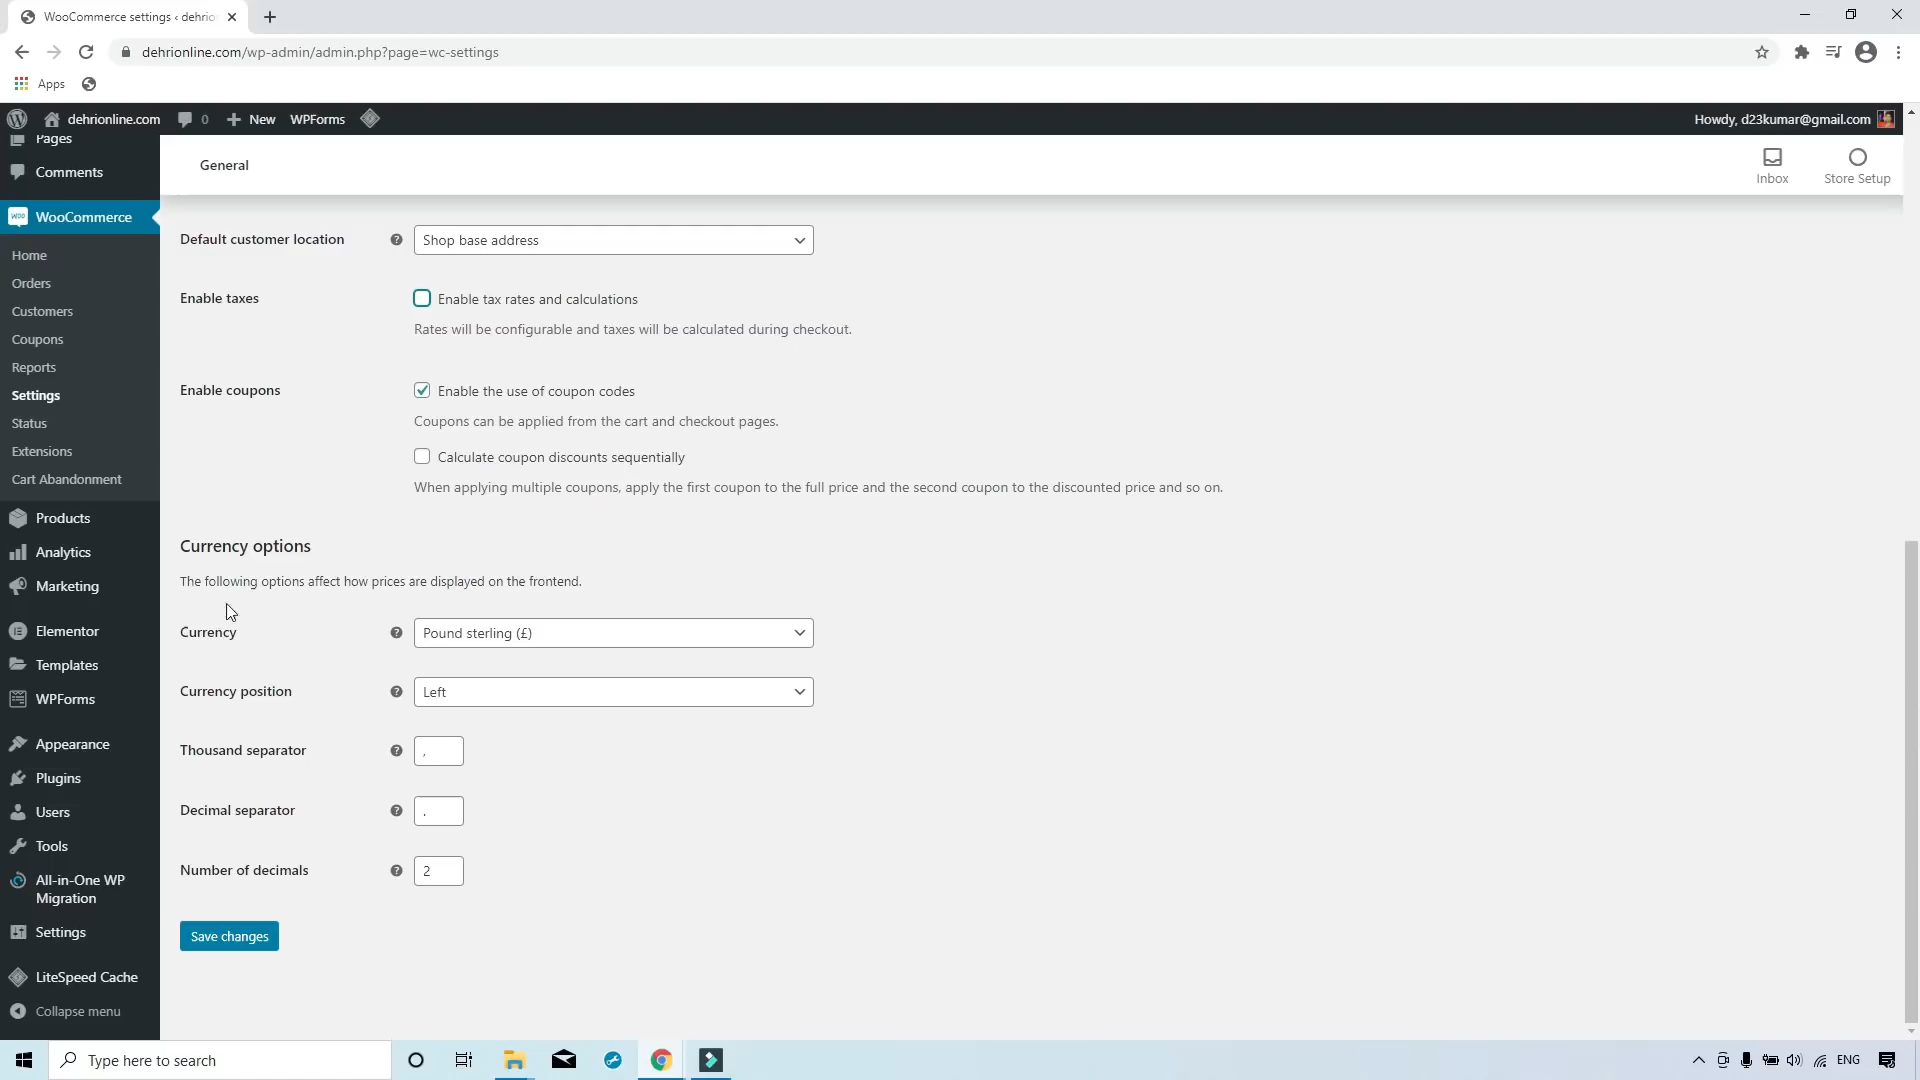 WooCommerce settings ‹ dehrio
dehrionline.com/wp-admin/admin.php?page=wc-settings
Apps
dehrionline.com 0 New WPForms Howdy, d23kumar@gmail.com
Pages
Comments
WooCommerce
Home
Orders
Customers
Coupons
Reports
Settings
Status
Extensions
Cart Abandonment
Products
Analytics
Marketing
Elementor
Templates
WPForms
Appearance
Plugins
Users
Tools
All-in-One WP
Migration
Settings
LiteSpeed Cache
Collapse menu
General
Inbox
Store Setup
Default customer location ? Shop base address
Enable taxes Enable tax rates and calculations
Rates will be configurable and taxes will be calculated during checkout.
Enable coupons Enable the use of coupon codes
Coupons can be applied from the cart and checkout pages.
Calculate coupon discounts sequentially
When applying multiple coupons, apply the first coupon to the full price and the second coupon to the discounted price and so on.
Currency options
The following options affect how prices are displayed on the frontend.
Currency ? Pound sterling (£)
Currency position ? Left
Thousand separator ? ,
Decimal separator ? .
Number of decimals ? 2
Save changes
Type here to search
ENG